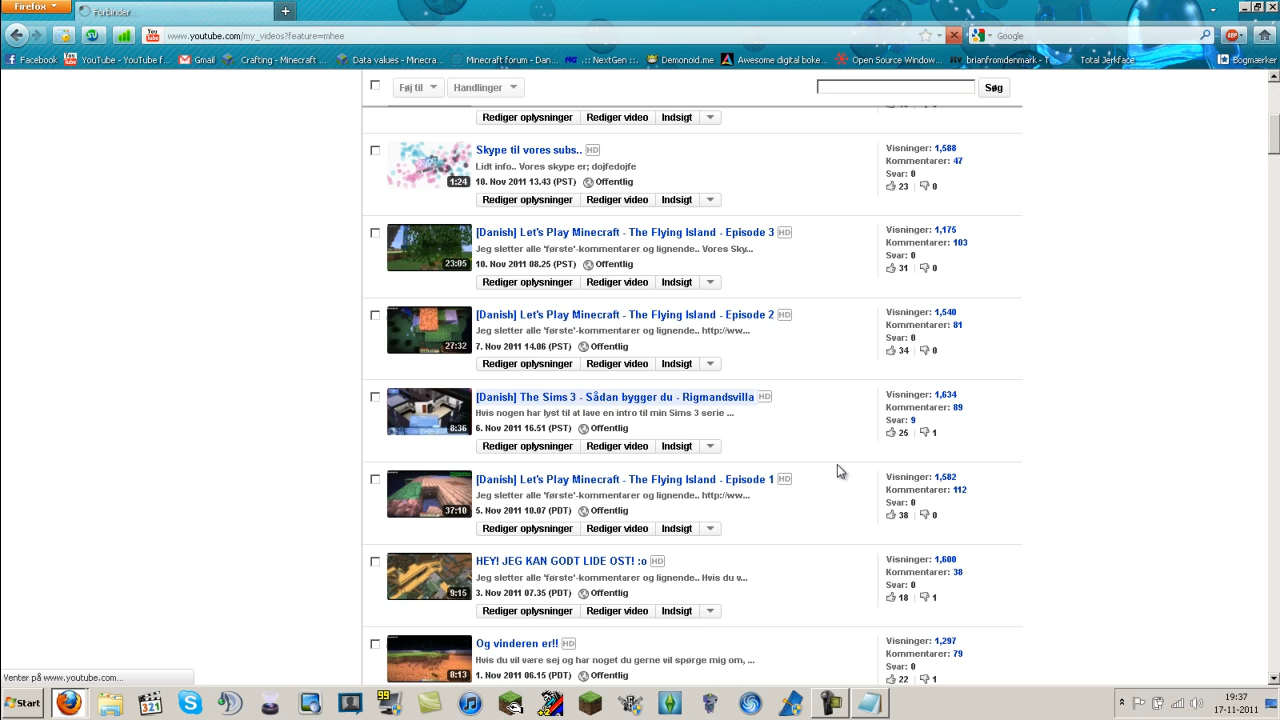 Firefox
Forbinder...
www.youtube.com/my_videos?feature=mhee
Google
Facebook YouTube - YouTube f... Gmail Crafting - Minecraft ... Data values - Minecra... Minecraft forum - Dan... .:: NexTGen ::. Demonoid.me Awesome digital boke... Open Source Window... brianfromdenmark - T... Total Jerkface Bogmærker
Føj til Handlinger Søg
Rediger oplysninger Rediger video Indsigt
Skype til vores subs.. HD
Lidt info.. Vores skype er; dojfedojfe
1:24
10. Nov 2011 13.43 (PST) Offentlig
Rediger oplysninger Rediger video Indsigt
Visninger: 1,588
Kommentarer: 47
Svar: 0
23 0
[Danish] Let's Play Minecraft - The Flying Island - Episode 3 HD
Jeg sletter alle 'første'-kommentarer og lignende.. Vores Sky...
23:05
10. Nov 2011 08.25 (PST) Offentlig
Rediger oplysninger Rediger video Indsigt
Visninger: 1,175
Kommentarer: 103
Svar: 0
31 0
[Danish] Let's Play Minecraft - The Flying Island - Episode 2 HD
Jeg sletter alle 'første'-kommentarer og lignende.. http://ww...
27:32
7. Nov 2011 14.06 (PST) Offentlig
Rediger oplysninger Rediger video Indsigt
Visninger: 1,540
Kommentarer: 81
Svar: 0
34 0
[Danish] The Sims 3 - Sådan bygger du - Rigmandsvilla HD
Hvis nogen har lyst til at lave en intro til min Sims 3 serie ...
8:36
6. Nov 2011 16.51 (PST) Offentlig
Rediger oplysninger Rediger video Indsigt
Visninger: 1,634
Kommentarer: 89
Svar: 9
25 1
[Danish] Let's Play Minecraft - The Flying Island - Episode 1 HD
Jeg sletter alle 'første'-kommentarer og lignende.. http://ww...
37:10
5. Nov 2011 10.07 (PDT) Offentlig
Rediger oplysninger Rediger video Indsigt
Visninger: 1,582
Kommentarer: 112
Svar: 0
38 0
HEY! JEG KAN GODT LIDE OST! :o HD
Jeg sletter alle 'første'-kommentarer og lignende.. Hvis du v...
9:15
3. Nov 2011 07.35 (PDT) Offentlig
Rediger oplysninger Rediger video Indsigt
Visninger: 1,600
Kommentarer: 38
Svar: 0
18 1
Og vinderen er!! HD
Hvis du vil være sej og har noget du gerne vil spørge mig om, ...
8:13
1. Nov 2011 06.15 (PDT) Offentlig
Visninger: 1,297
Kommentarer: 79
Svar: 0
22 1
Venter på www.youtube.com...
Start
19:37
17-11-2011